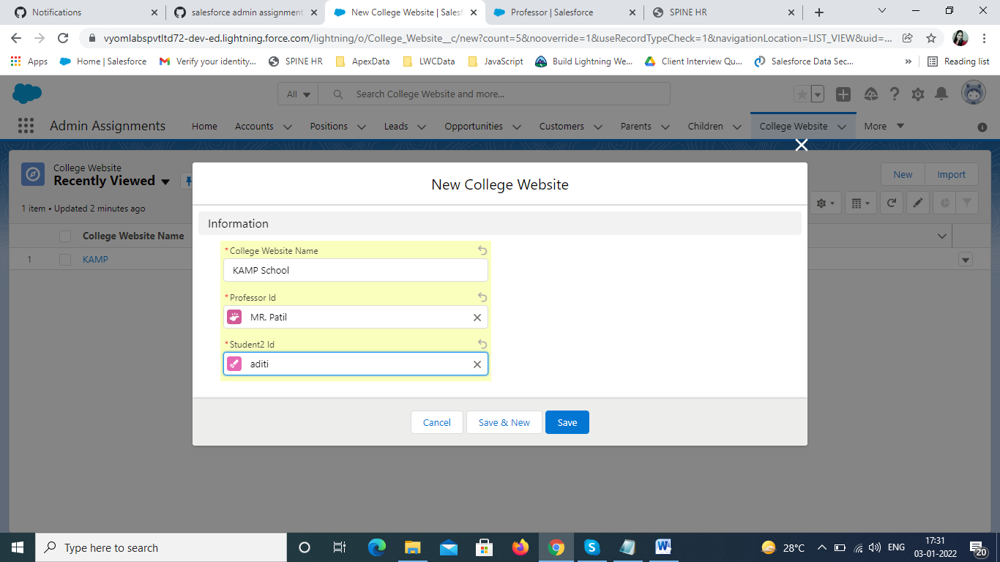 Notifications
salesforce admin assignment
New College Website | Salesf
Professor | Salesforce
SPINE HR
vyomlabspvtltd72-dev-ed.lightning.force.com/lightning/o/College_Website__c/new?count=5&nooverride=1&useRecordTypeCheck=1&navigationLocation=LIST_VIEW&uid=...
Apps
Home | Salesforce
Verify your identity...
SPINE HR
ApexData
LWCData
JavaScript
Build Lightning We...
Client Interview Qu...
Salesforce Data Sec...
»
Reading list
All
Search College Website and more...
Admin Assignments
Home
Accounts
Positions
Leads
Opportunities
Customers
Parents
Children
College Website
More
College Website
Recently Viewed
New
Import
1 item • Updated 2 minutes ago
College Website Name
1
KAMP
New College Website
Information
*College Website Name
KAMP School
*Professor Id
MR. Patil
*Student2 Id
aditi
Cancel
Save & New
Save
Type here to search
28°C
ENG
17:31
03-01-2022
20